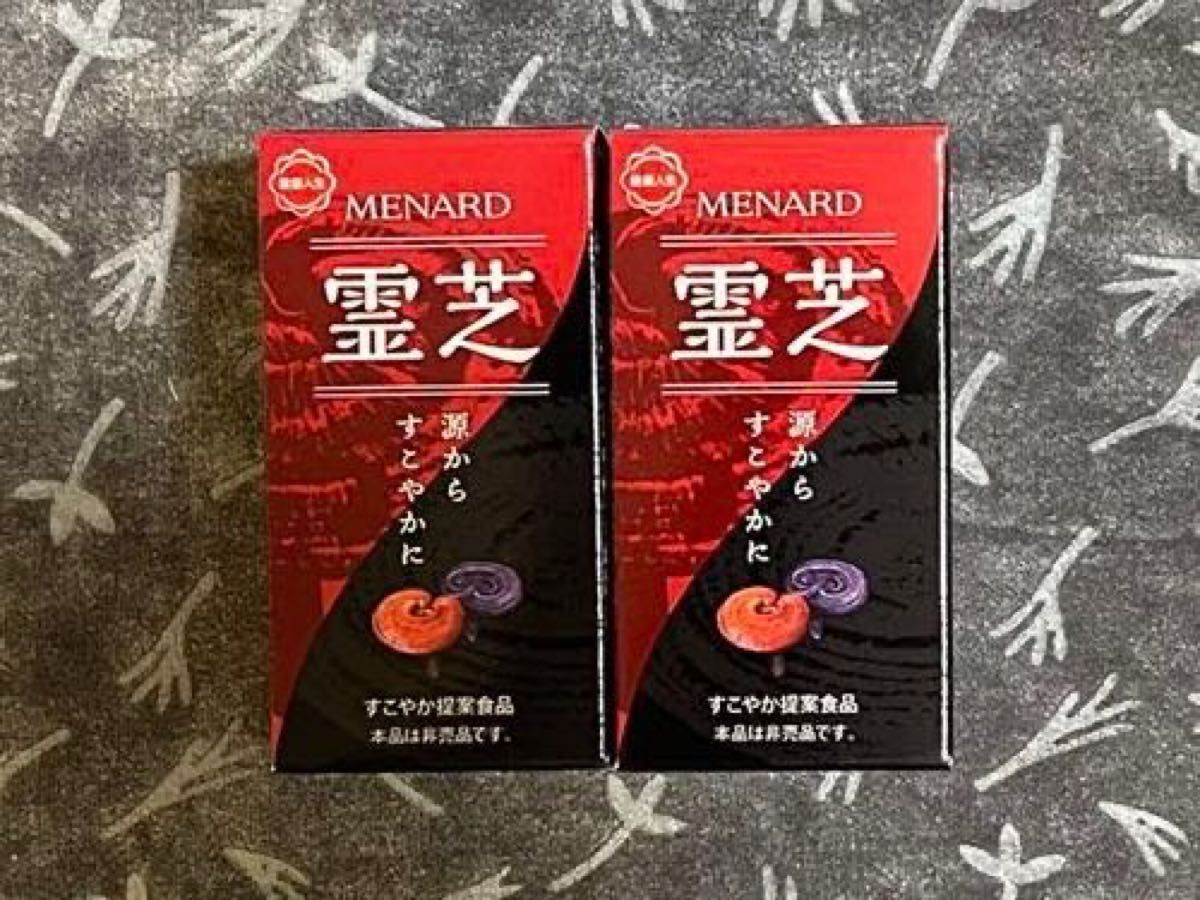 MENARD
霊芝
源から
すこやかに
すこやか提案食品
本品は非売品です。
MENARD
霊芝
源から
すこやかに
すこやか提案食品
本品は非売品です。